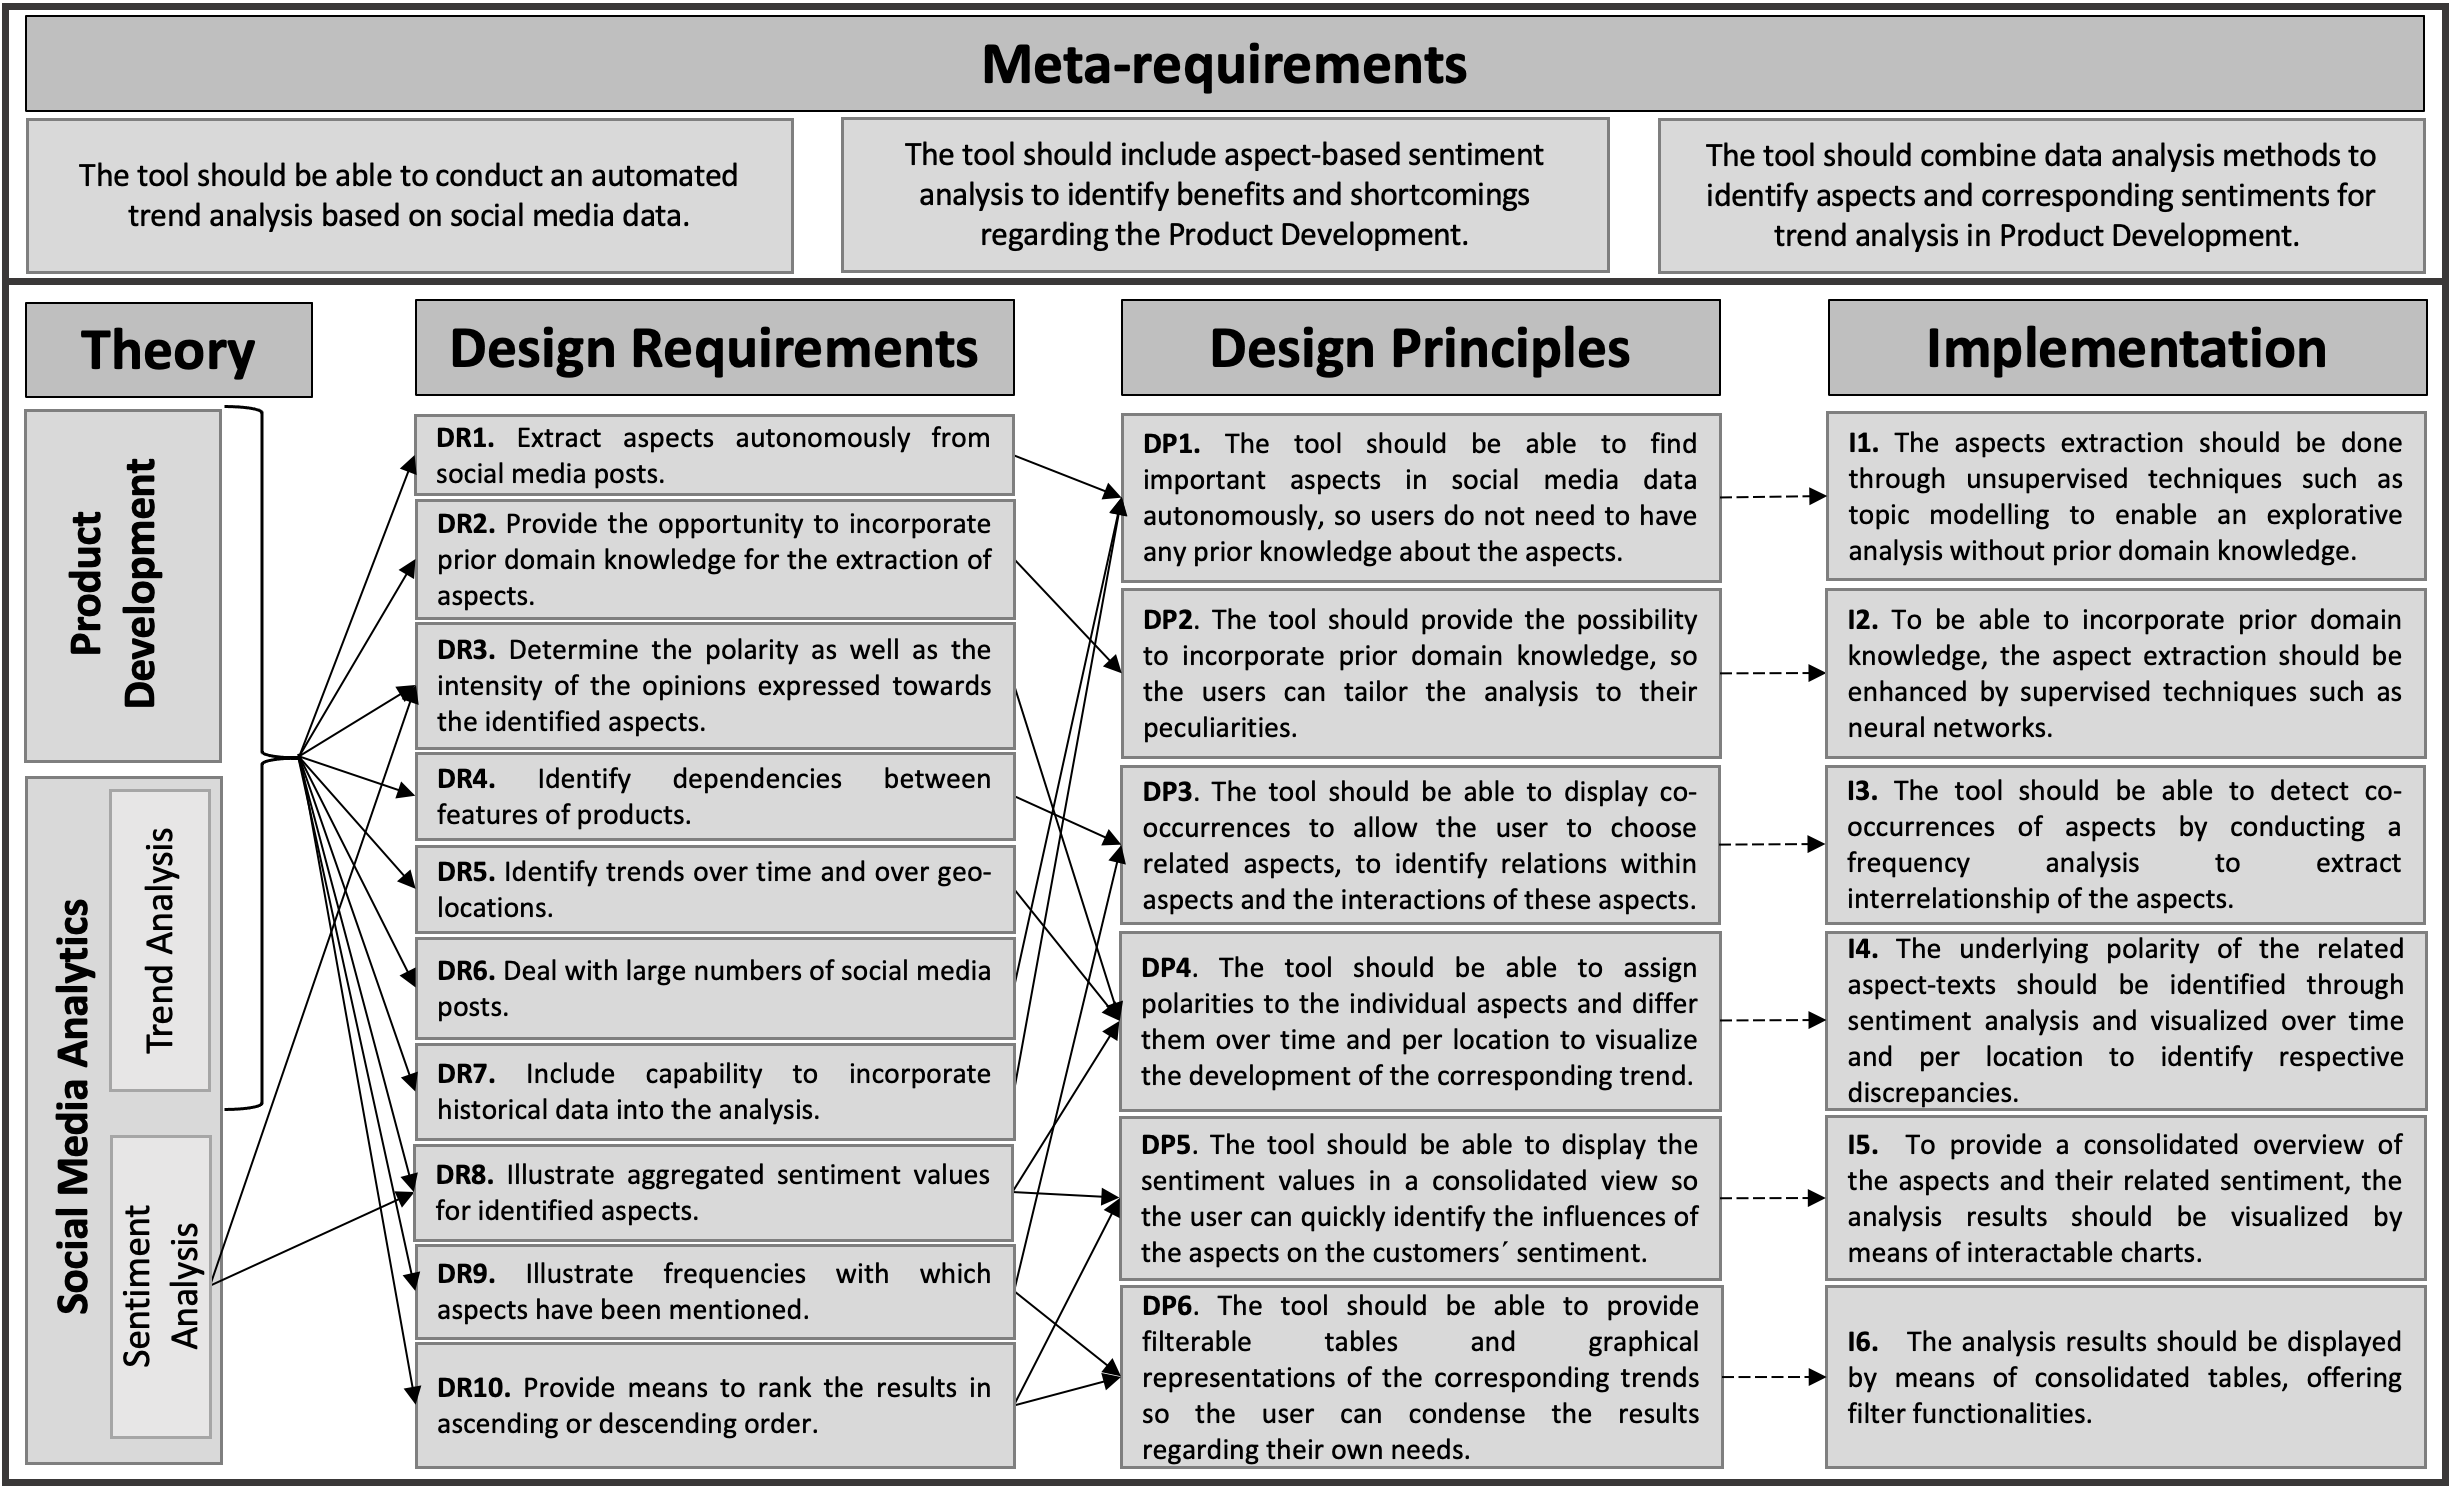 Meta-requirements
The tool should be able to conduct an automated
trend analysis based on social media data.
The tool should include aspect-based sentiment
analysis to identify benefits and shortcomings
regarding the Product Development.
The tool should combine data analysis methods to
identify aspects and corresponding sentiments for
trend analysis in Product Development.
Theory
Product
Development
Social Media Analytics
Trend Analysis
Sentiment
Analysis
Design Requirements
DR1. Extract aspects autonomously from
social media posts.
DR2. Provide the opportunity to incorporate
prior domain knowledge for the extraction of
aspects.
DR3. Determine the polarity as well as the
intensity of the opinions expressed towards
the identified aspects.
DR4. Identify dependencies between
features of products.
DR5. Identify trends over time and over geo-
locations.
DR6. Deal with large numbers of social media
posts.
DR7. Include capability to incorporate
historical data into the analysis.
DR8. Illustrate aggregated sentiment values
for identified aspects.
DR9. Illustrate frequencies with which
aspects have been mentioned.
DR10. Provide means to rank the results in
ascending or descending order.
Design Principles
DP1. The tool should be able to find
important aspects in social media data
autonomously, so users do not need to have
any prior knowledge about the aspects.
DP2. The tool should provide the possibility
to incorporate prior domain knowledge, so
the users can tailor the analysis to their
peculiarities.
DP3. The tool should be able to display co-
occurrences to allow the user to choose
related aspects, to identify relations within
aspects and the interactions of these aspects.
DP4. The tool should be able to assign
polarities to the individual aspects and differ
them over time and per location to visualize
the development of the corresponding trend.
DP5. The tool should be able to display the
sentiment values in a consolidated view so
the user can quickly identify the influences of
the aspects on the customers´ sentiment.
DP6. The tool should be able to provide
filterable tables and graphical
representations of the corresponding trends
so the user can condense the results
regarding their own needs.
Implementation
I1. The aspects extraction should be done
through unsupervised techniques such as
topic modelling to enable an explorative
analysis without prior domain knowledge.
I2. To be able to incorporate prior domain
knowledge, the aspect extraction should be
enhanced by supervised techniques such as
neural networks.
I3. The tool should be able to detect co-
occurrences of aspects by conducting a
frequency analysis to extract
interrelationship of the aspects.
I4. The underlying polarity of the related
aspect-texts should be identified through
sentiment analysis and visualized over time
and per location to identify respective
discrepancies.
I5. To provide a consolidated overview of
the aspects and their related sentiment, the
analysis results should be visualized by
means of interactable charts.
I6. The analysis results should be displayed
by means of consolidated tables, offering
filter functionalities.